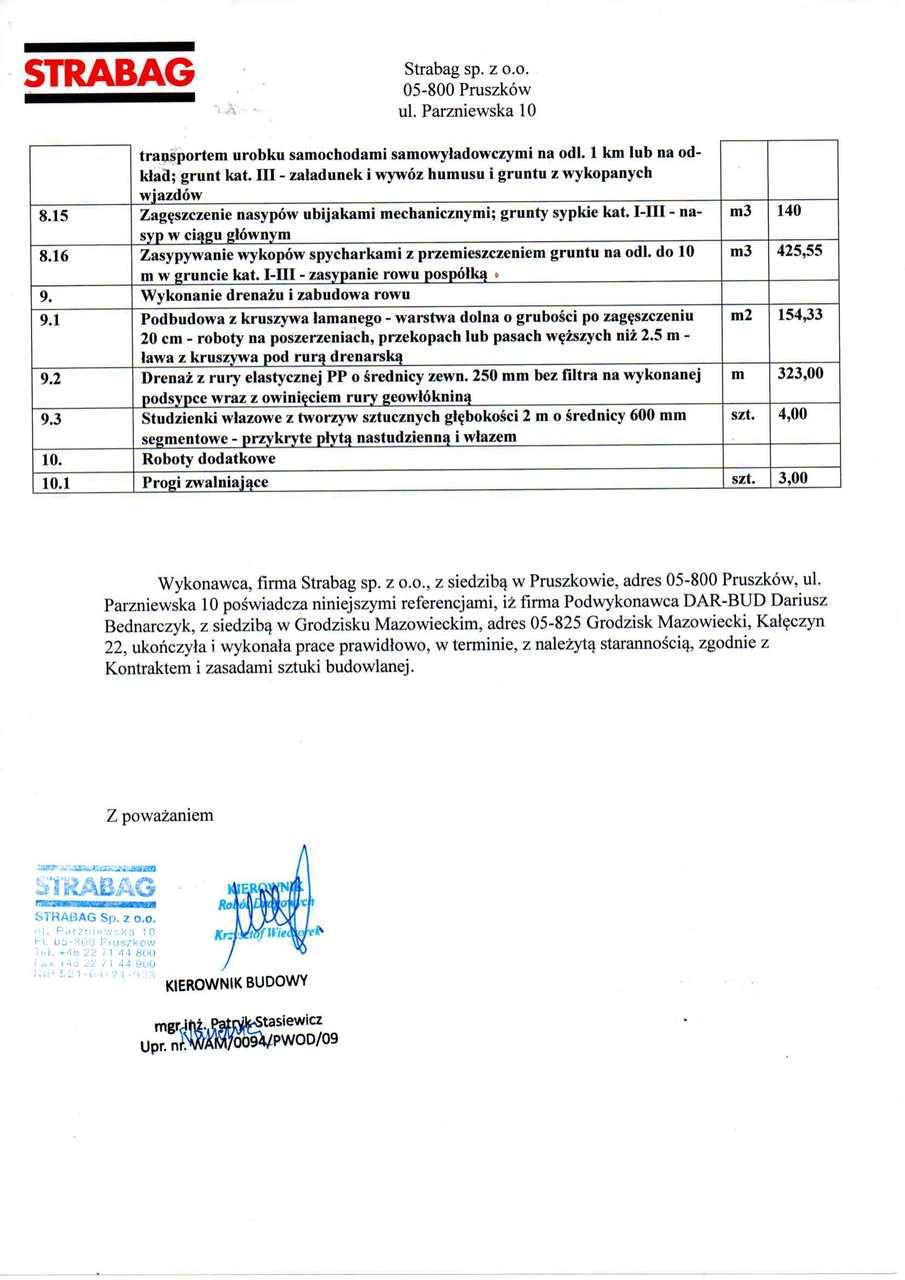 STRABAG
Strabag sp. z o.o.
05-800 Pruszków
ul. Parzniewska 10
transportem urobku samochodami samowyładowczymi na odl. 1 km lub na od-
kład; grunt kat. III - załadunek i wywóz humusu i gruntu z wykopanych
wjazdów
8.15 Zagęszczenie nasypów ubijakami mechanicznymi; grunty sypkie kat. I-III - na- m3 140
syp w ciągu głównym
8.16 Zasypywanie wykopów spycharkami z przemieszczeniem gruntu na odl. do 10 m3 425,55
m w gruncie kat. I-III - zasypanie rowu pospółką
9. Wykonanie drenażu i zabudowa rowu
9.1 Podbudowa z kruszywa łamanego - warstwa dolna o grubości po zagęszczeniu m2 154,33
20 cm - roboty na poszerzeniach, przekopach lub pasach węższych niż 2.5 m -
ława z kruszywa pod rurą drenarską
9.2 Drenaż z rury elastycznej PP o średnicy zewn. 250 mm bez filtra na wykonanej m 323,00
podsypce wraz z owinięciem rury geowłókniną
9.3 Studzienki włazowe z tworzyw sztucznych głębokości 2 m o średnicy 600 mm szt. 4,00
segmentowe - przykryte płytą nastudzienną i włazem
10. Roboty dodatkowe
10.1 Progi zwalniające szt. 3,00
Wykonawca, firma Strabag sp. z o.o., z siedzibą w Pruszkowie, adres 05-800 Pruszków, ul.
Parzniewska 10 poświadcza niniejszymi referencjami, iż firma Podwykonawca DAR-BUD Dariusz
Bednarczyk, z siedzibą w Grodzisku Mazowieckim, adres 05-825 Grodzisk Mazowiecki, Kałęczyn
22, ukończyła i wykonała prace prawidłowo, w terminie, z należytą starannością, zgodnie z
Kontraktem i zasadami sztuki budowlanej.
Z poważaniem
STRABAG
STRABAG Sp. z o.o.
ul. Parzniewska 10
PL 05-800 Pruszków
Tel. +48 22 71 44 800
Fax +48 22 71 44 900
KIEROWNIK
Robót Drogowych
Krzysztof Wieczorek
KIEROWNIK BUDOWY
mgr inż. Patryk Stasiewicz
Upr. nr. WAM/0094/PWOD/09